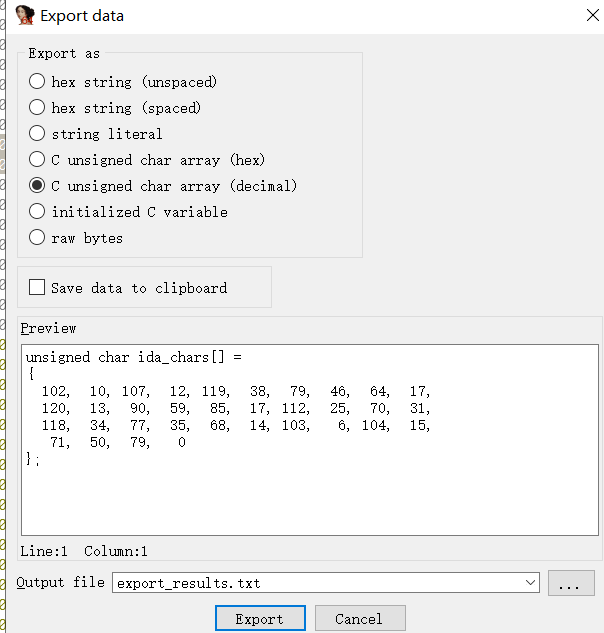 Export data
Export as
hex string (unspaced)
hex string (spaced)
string literal
C unsigned char array (hex)
C unsigned char array (decimal)
initialized C variable
raw bytes
Save data to clipboard
Preview
unsigned char ida_chars[] =
{
102, 10, 107, 12, 119, 38, 79, 46, 64, 17,
120, 13, 90, 59, 85, 17, 112, 25, 70, 31,
118, 34, 77, 35, 68, 14, 103, 6, 104, 15,
71, 50, 79, 0
};
Line:1 Column:1
Output file export_results.txt ...
Export Cancel